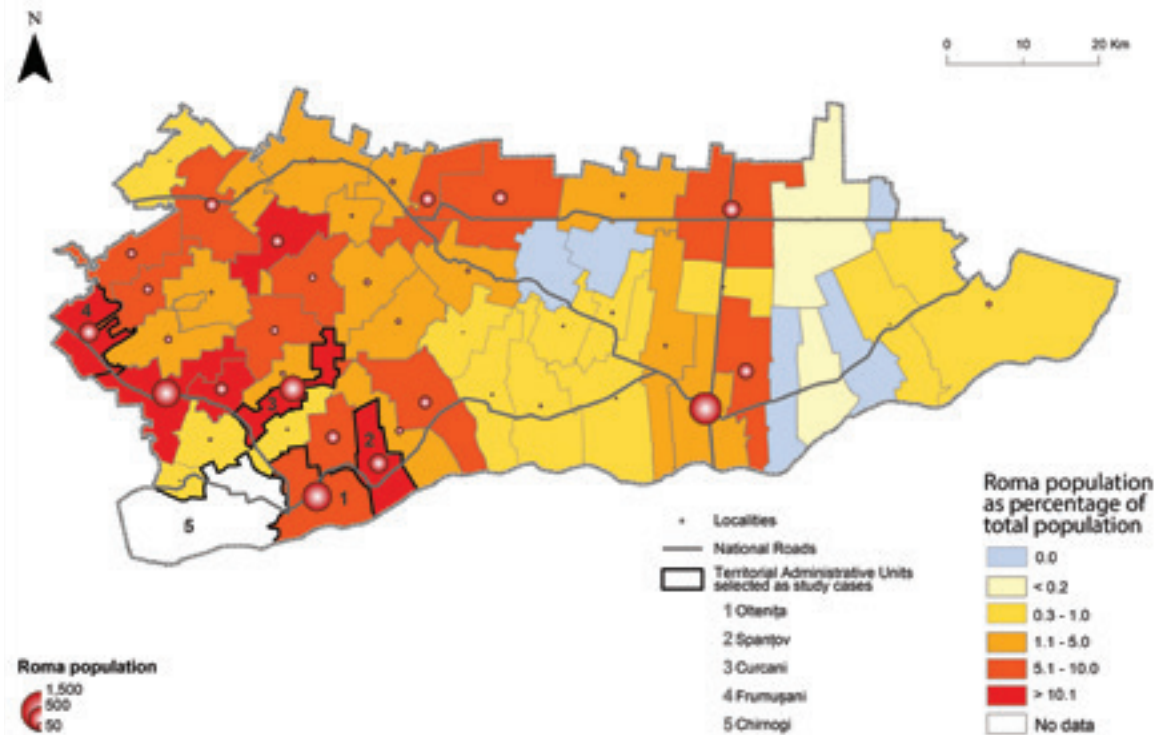 N
0 10 20 Km
4
3
2
1
5
Localities
National Roads
Territorial Administrative Units
selected as study cases
1 Oltenița
2 Spanțov
3 Curcani
4 Frumușani
5 Chirnogi
Roma population
1,500
500
50
Roma population
as percentage of
total population
0.0
< 0.2
0.3 - 1.0
1.1 - 5.0
5.1 - 10.0
> 10.1
No data